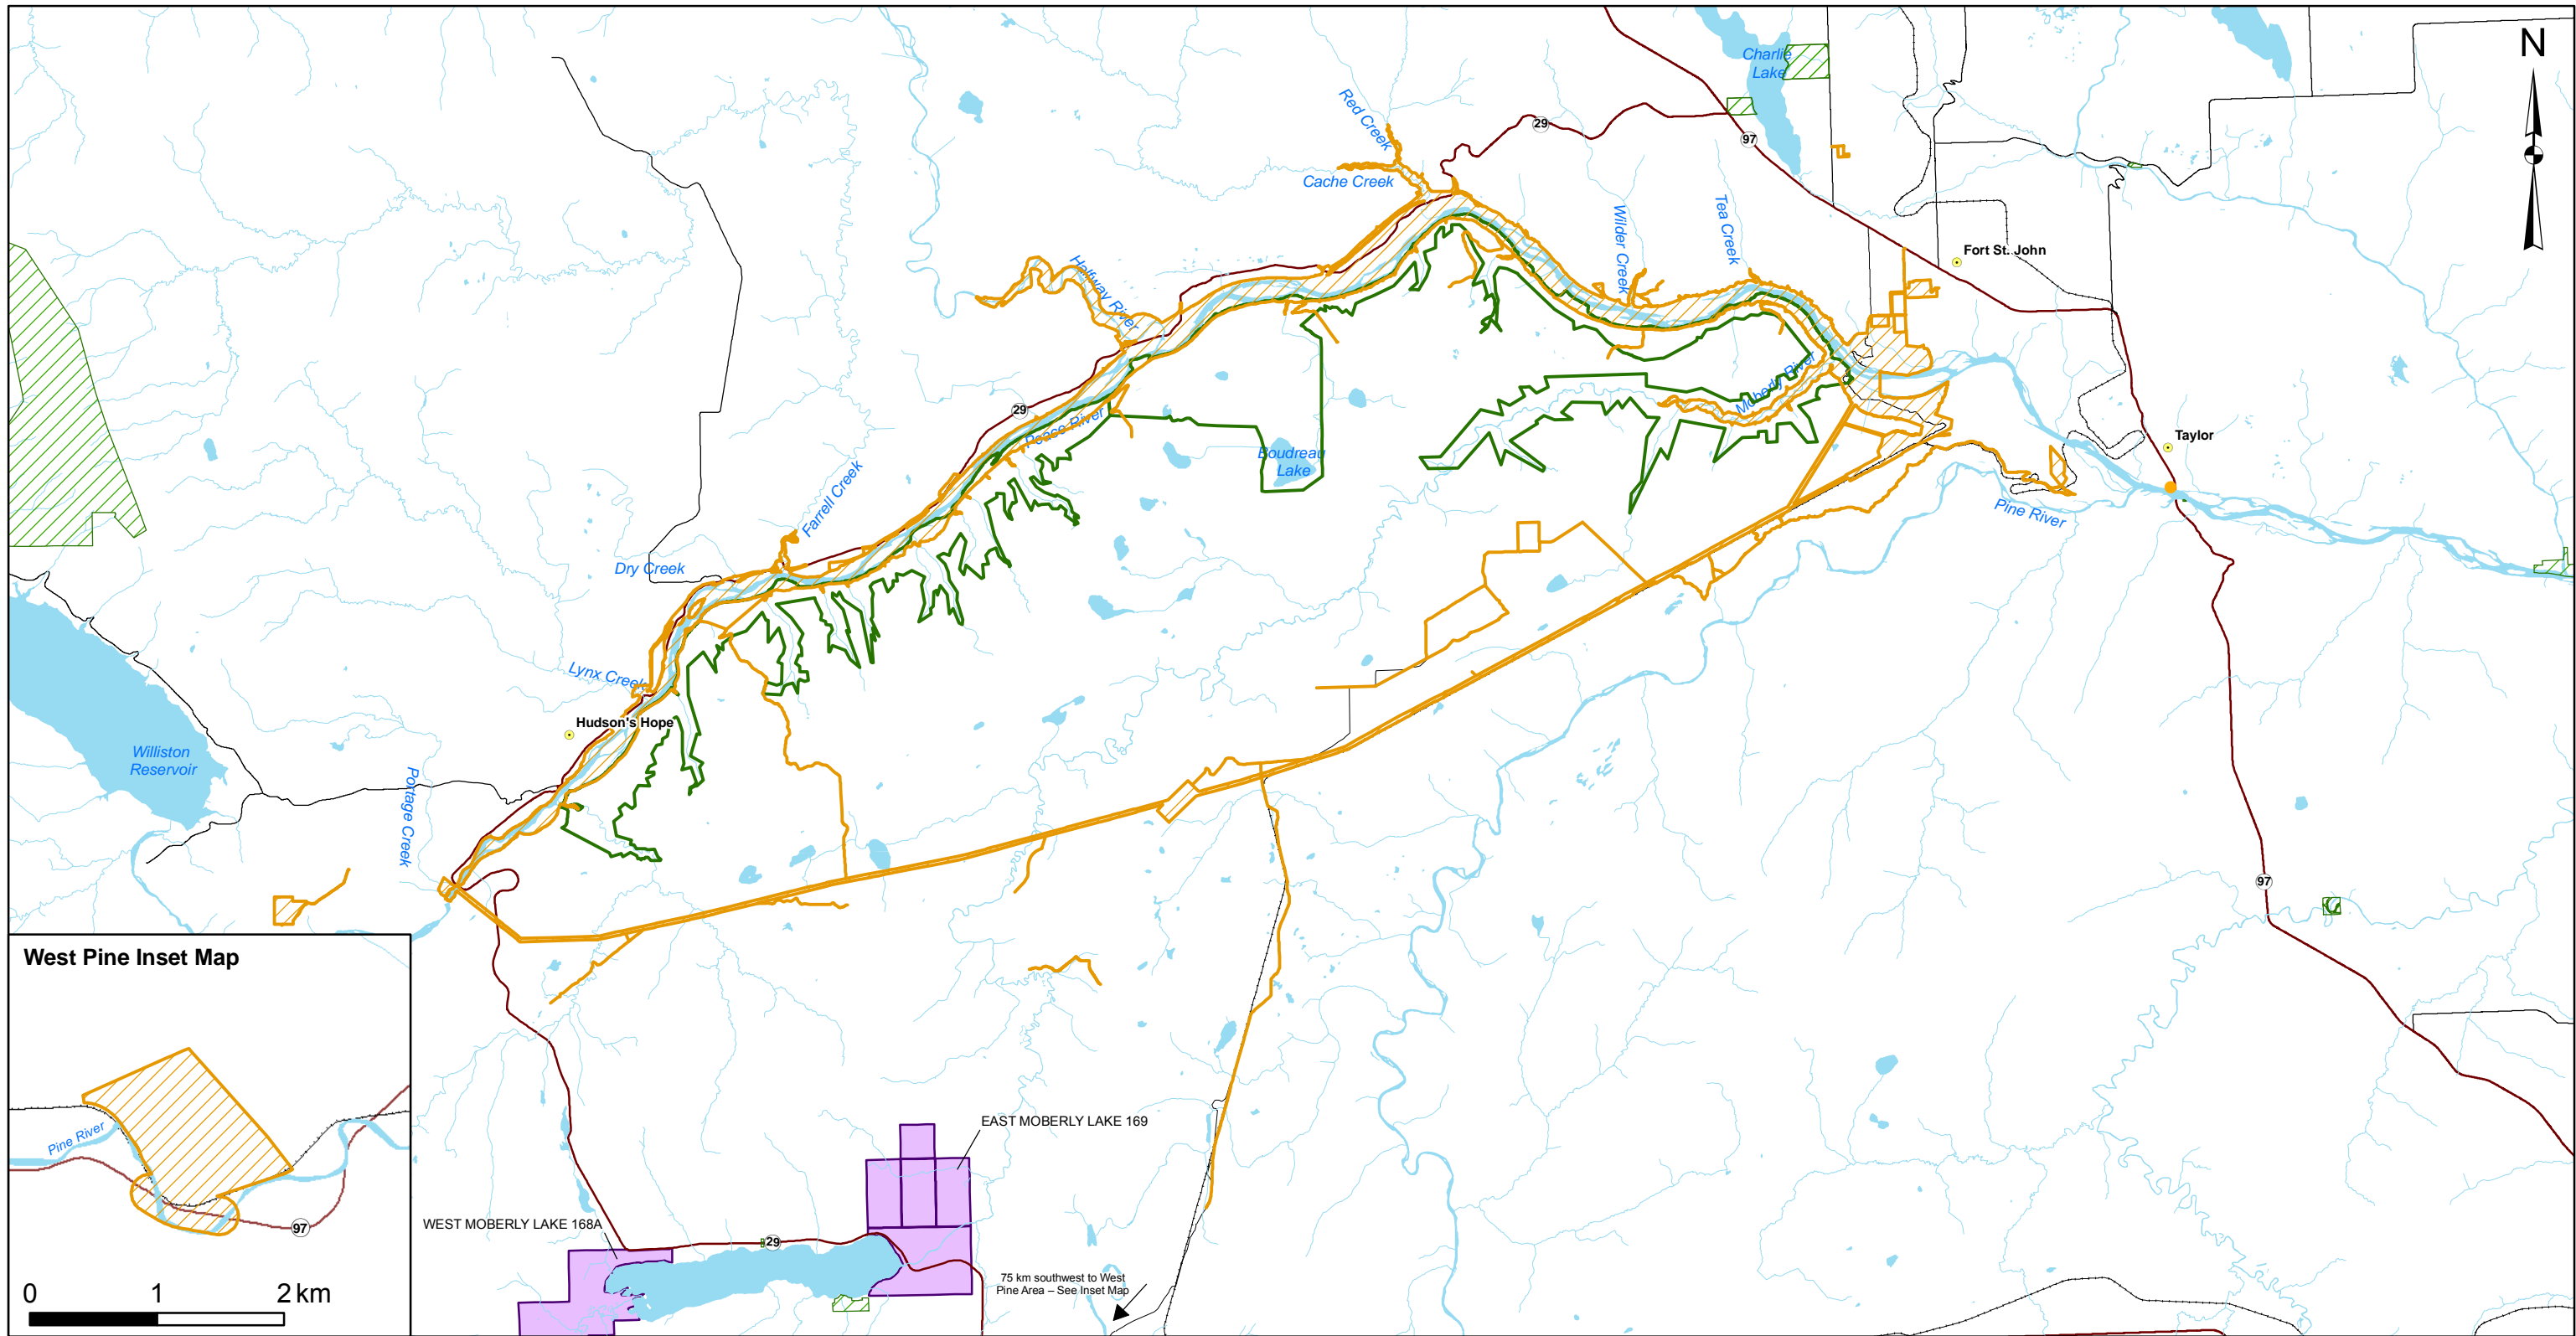 N
Charlie
Lake
Red Creek
29
97
Cache Creek
Wilder Creek
Tea Creek
Fort St. John
Halfway River
Moberly River
29
Peace River
Taylor
Boudreau
Lake
Farrell Creek
Pine River
Dry Creek
Lynx Creek
Hudson's Hope
Williston
Reservoir
Portage Creek
97
West Pine Inset Map
Pine River
97
0 1 2 km
EAST MOBERLY LAKE 169
WEST MOBERLY LAKE 168A
29
75 km southwest to West
Pine Area – See Inset Map